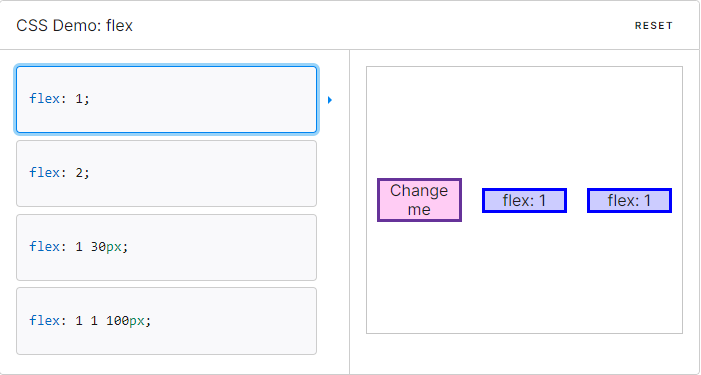 CSS Demo: flex
RESET
flex: 1;
flex: 2;
flex: 1 30px;
flex: 1 1 100px;
Change
me
flex: 1
flex: 1